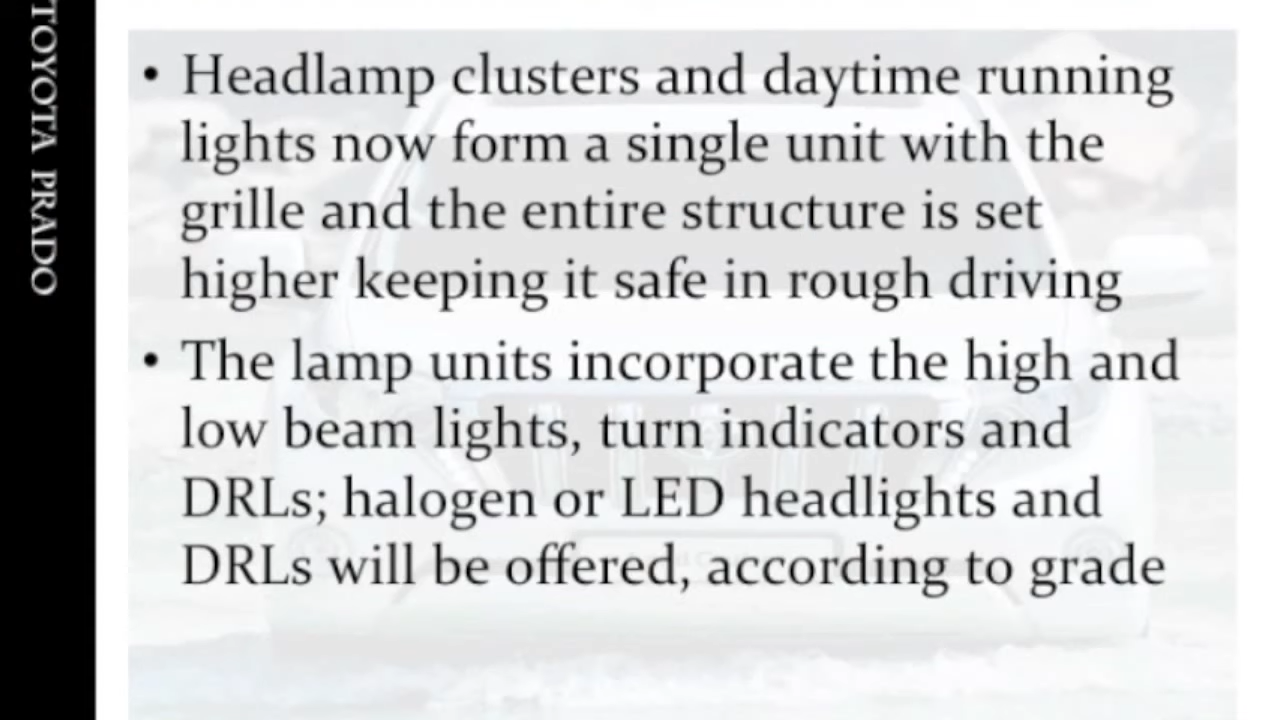 TOYOTA PRADO
• Headlamp clusters and daytime running
lights now form a single unit with the
grille and the entire structure is set
higher keeping it safe in rough driving
• The lamp units incorporate the high and
low beam lights, turn indicators and
DRLs; halogen or LED headlights and
DRLs will be offered, according to grade